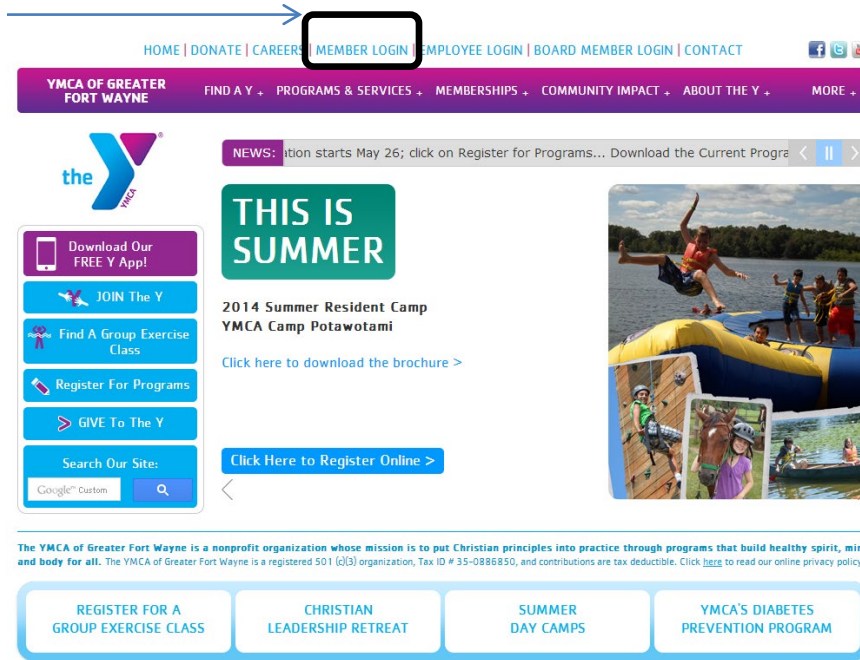 HOME | DONATE | CAREERS | MEMBER LOGIN | EMPLOYEE LOGIN | BOARD MEMBER LOGIN | CONTACT
YMCA OF GREATER
FORT WAYNE
FIND A Y + PROGRAMS & SERVICES + MEMBERSHIPS + COMMUNITY IMPACT + ABOUT THE Y + MORE +
the
YMCA
NEWS: ation starts May 26; click on Register for Programs... Download the Current Progra
THIS IS
SUMMER
Download Our
FREE Y App!
JOIN The Y
Find A Group Exercise
Class
Register For Programs
GIVE To The Y
Search Our Site:
Google™ Custom
2014 Summer Resident Camp
YMCA Camp Potawotami
Click here to download the brochure >
Click Here to Register Online >
The YMCA of Greater Fort Wayne is a nonprofit organization whose mission is to put Christian principles into practice through programs that build healthy spirit,
and body for all. The YMCA of Greater Fort Wayne is a registered 501 (c)(3) organization, Tax ID # 35-0886850, and contributions are tax deductible. Click here to read our online privacy policy
REGISTER FOR A
GROUP EXERCISE CLASS
CHRISTIAN
LEADERSHIP RETREAT
SUMMER
DAY CAMPS
YMCA'S DIABETES
PREVENTION PROGRAM